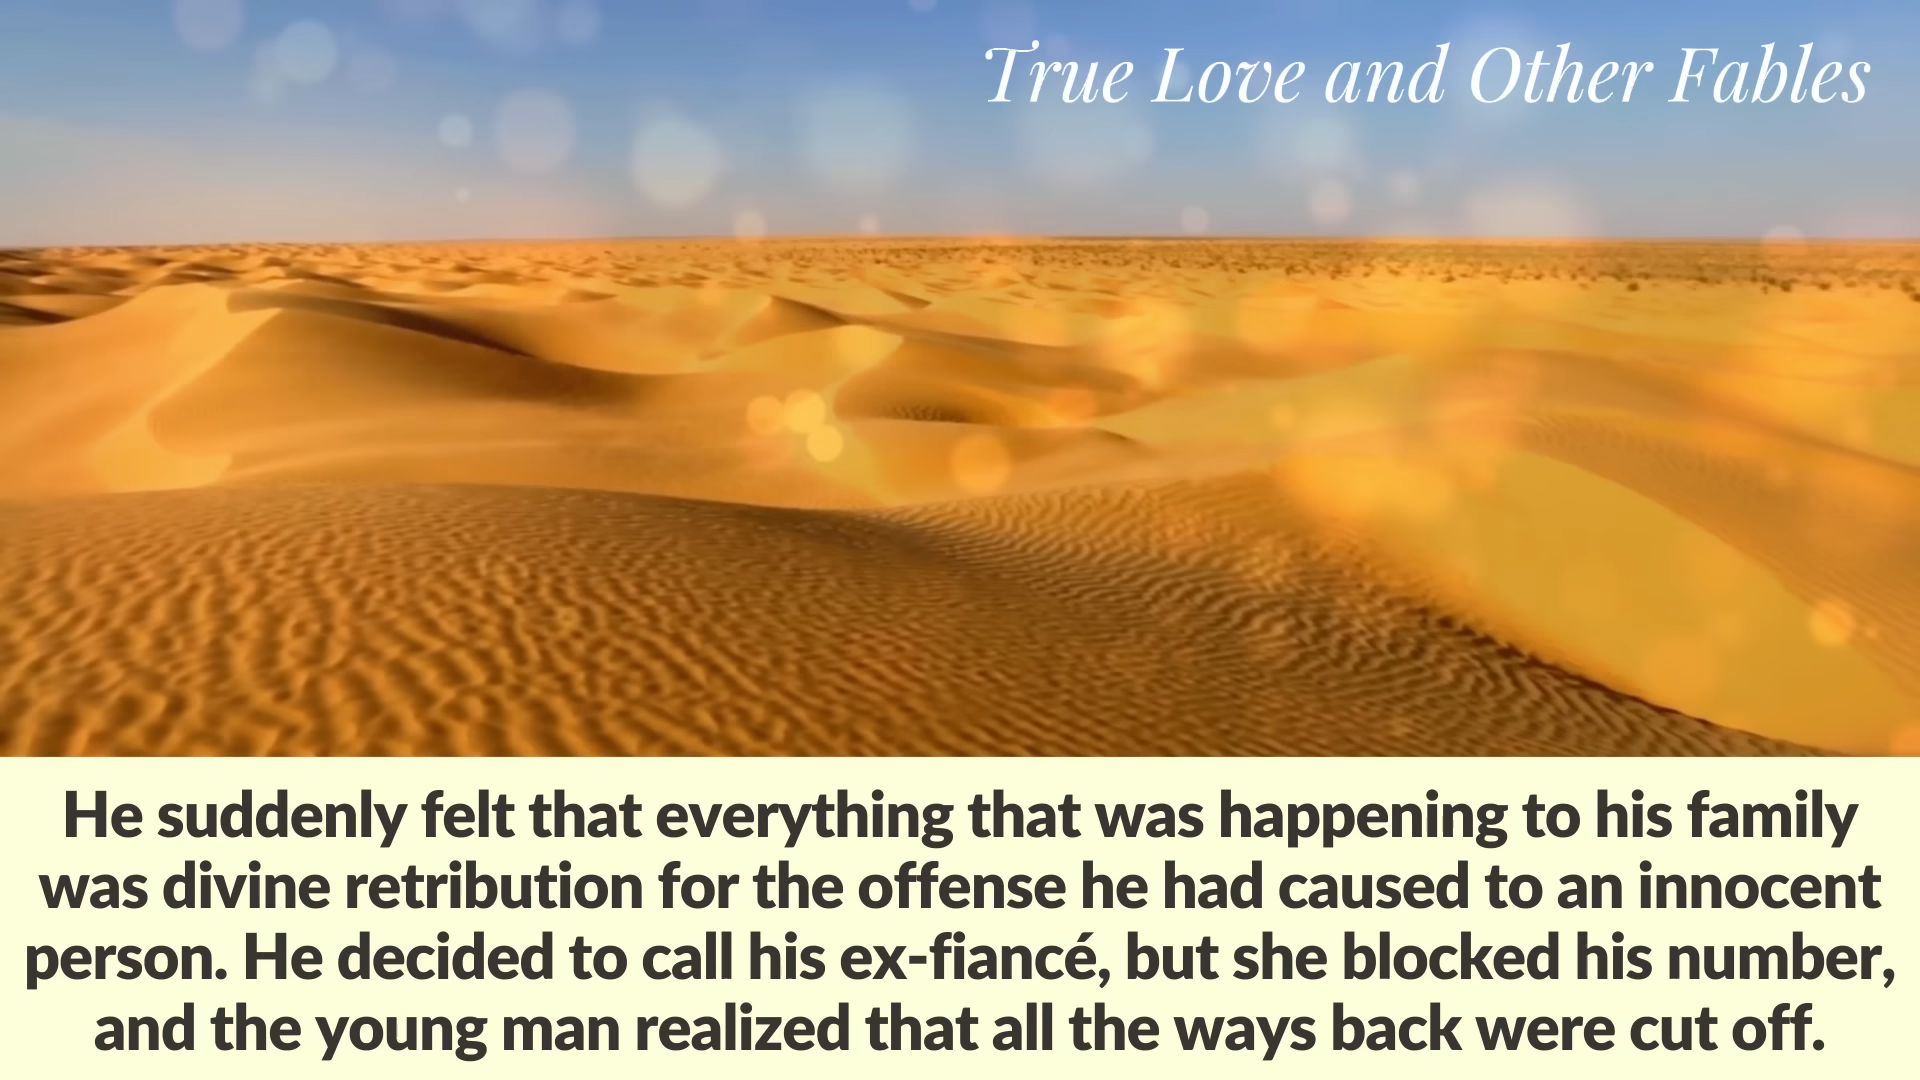 True Love and Other Fables
He suddenly felt that everything that was happening to his family
was divine retribution for the offense he had caused to an innocent
person. He decided to call his ex-fiancé, but she blocked his number,
and the young man realized that all the ways back were cut off.